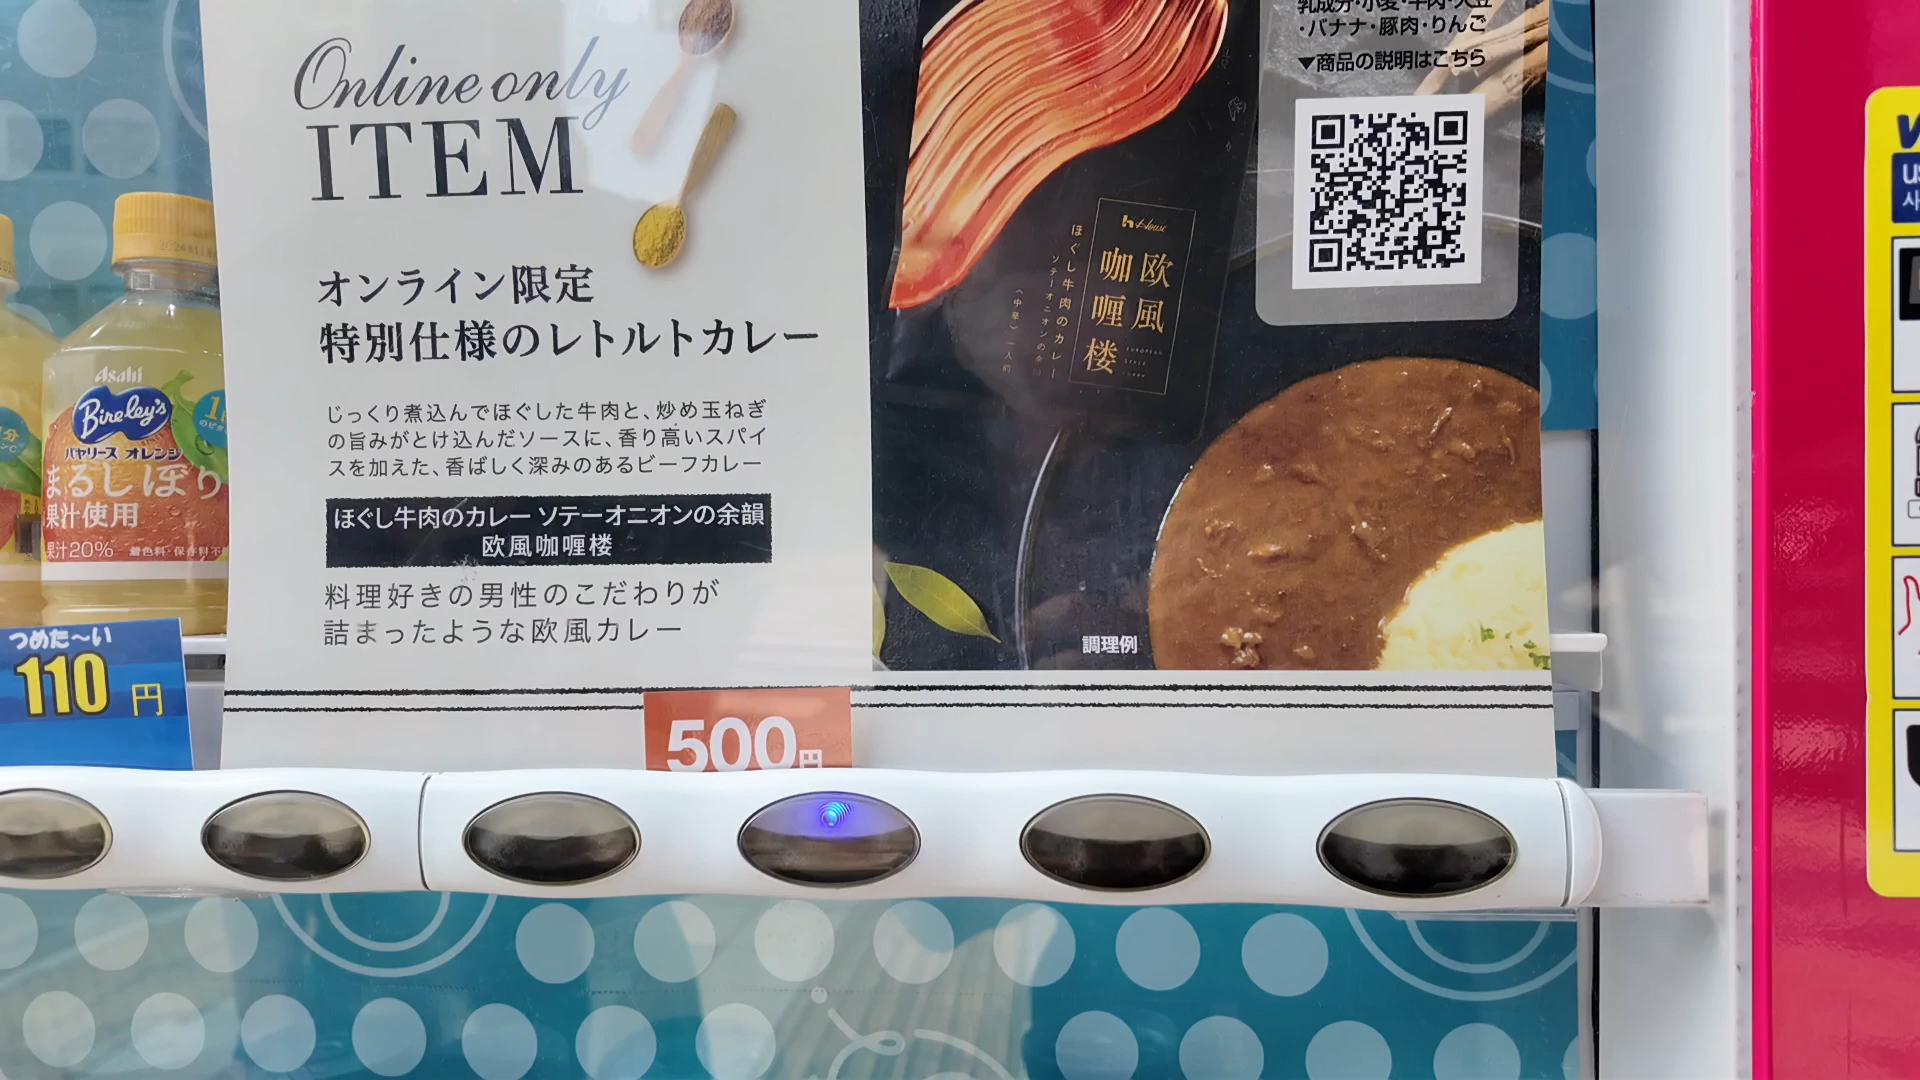 Online only
ITEM
オンライン限定
特別仕様のレトルトカレー
じっくり煮込んでほぐした牛肉と、炒め玉ねぎ
の旨みがとけ込んだソースに、香り高いスパイ
スを加えた、香ばしく深みのあるビーフカレー
ほぐし牛肉のカレー ソテーオニオンの余韻
欧風咖喱楼
料理好きの男性のこだわりが
詰まったような欧風カレー
500円
乳成分・小麦・牛肉・大豆
・バナナ・豚肉・りんご
▼商品の説明はこちら
House
欧風
咖喱楼
ほぐし牛肉のカレー
ソテーオニオンの余韻
(中辛) 一人前
調理例
Asahi
Bireley's
バヤリース オレンジ
まるしぼり
果汁使用
果汁20%
つめた〜い
110円